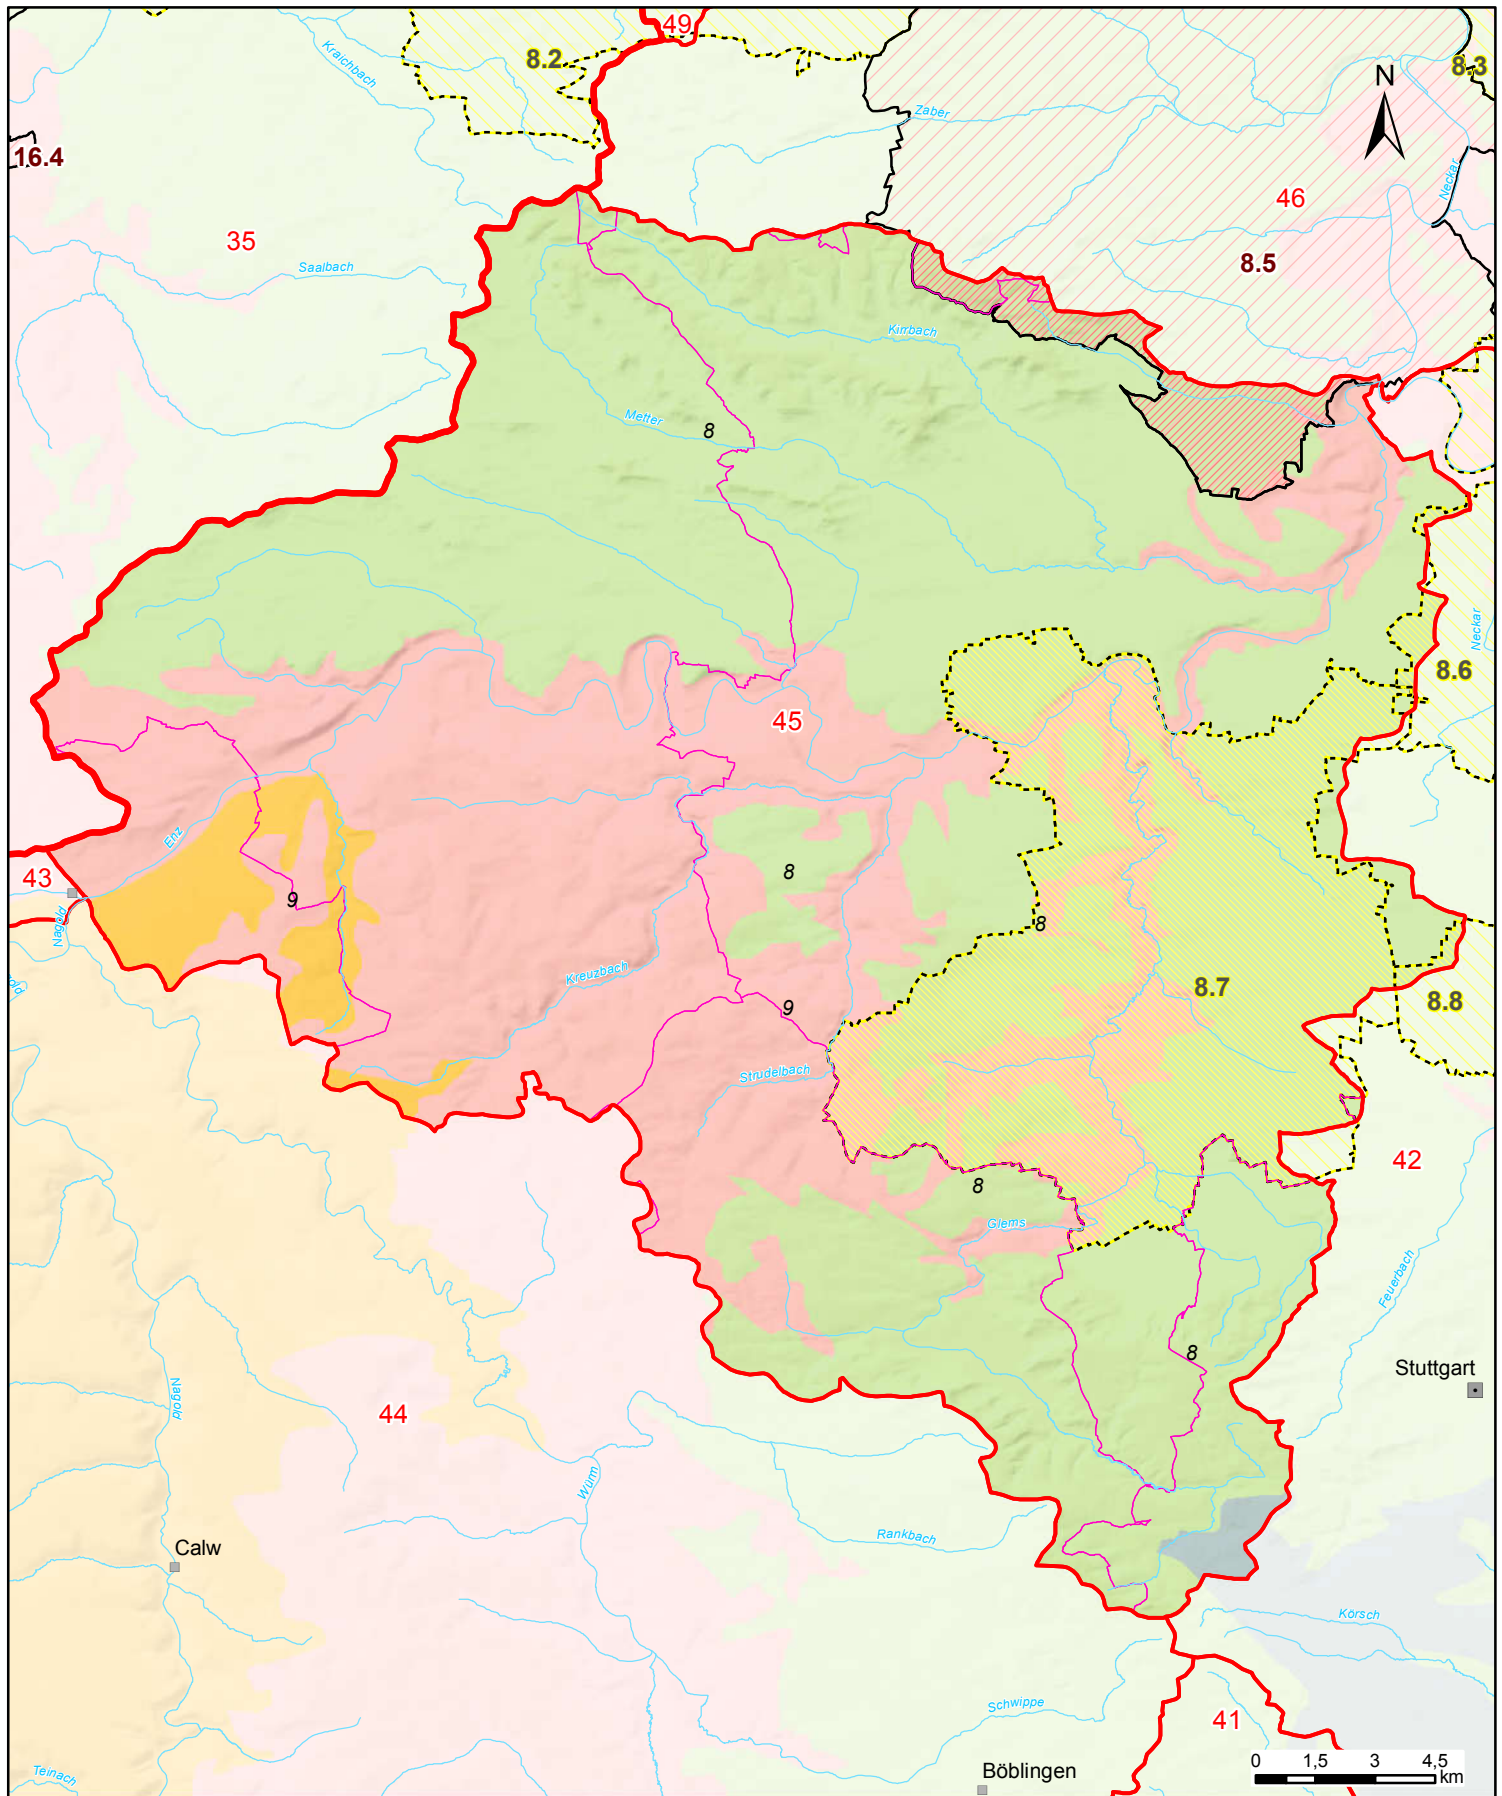 49
8.2
Kraichbach
8.3
N
Zaber
16.4
Neckar
46
35
8.5
Saalbach
Kirrbach
Metter
8
Neckar
8.6
45
Enz
8
43
9
8
Nagold
Kreuzbach
8.7
8.8
9
Strudelbach
42
8
Glems
Feuerbach
8
Stuttgart
Nagold
44
Würm
Rankbach
Calw
Körsch
Schwippe
41
Teinach
Böblingen
0 1,5 3 4,5
km